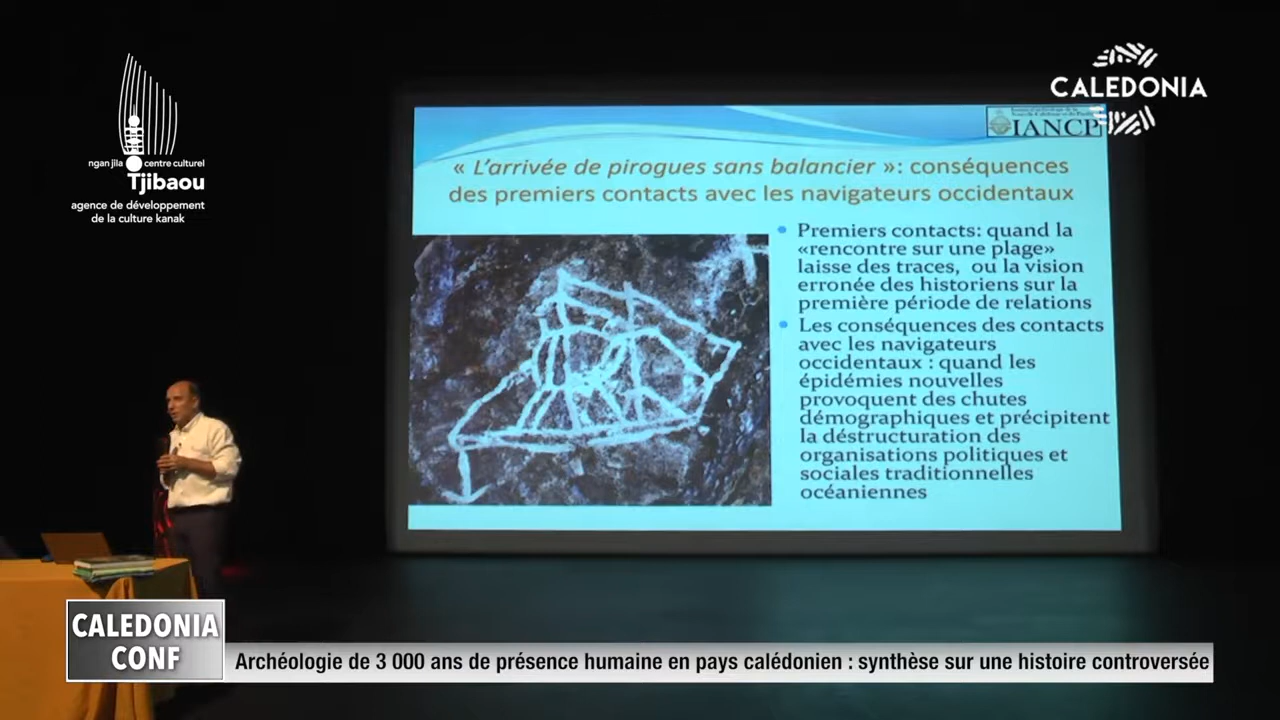 ngan jila centre culturel
Tjibaou
agence de développement
de la culture kanak
CALEDONIA
IANCP
« L'arrivée de pirogues sans balancier »: conséquences
des premiers contacts avec les navigateurs occidentaux
• Premiers contacts: quand la
«rencontre sur une plage»
laisse des traces, ou la vision
erronée des historiens sur la
première période de relations
• Les conséquences des contacts
avec les navigateurs
occidentaux : quand les
épidémies nouvelles
provoquent des chutes
démographiques et précipitent
la déstructuration des
organisations politiques et
sociales traditionnelles
océaniennes
CALEDONIA
CONF
Archéologie de 3 000 ans de présence humaine en pays calédonien : synthèse sur une histoire controversée